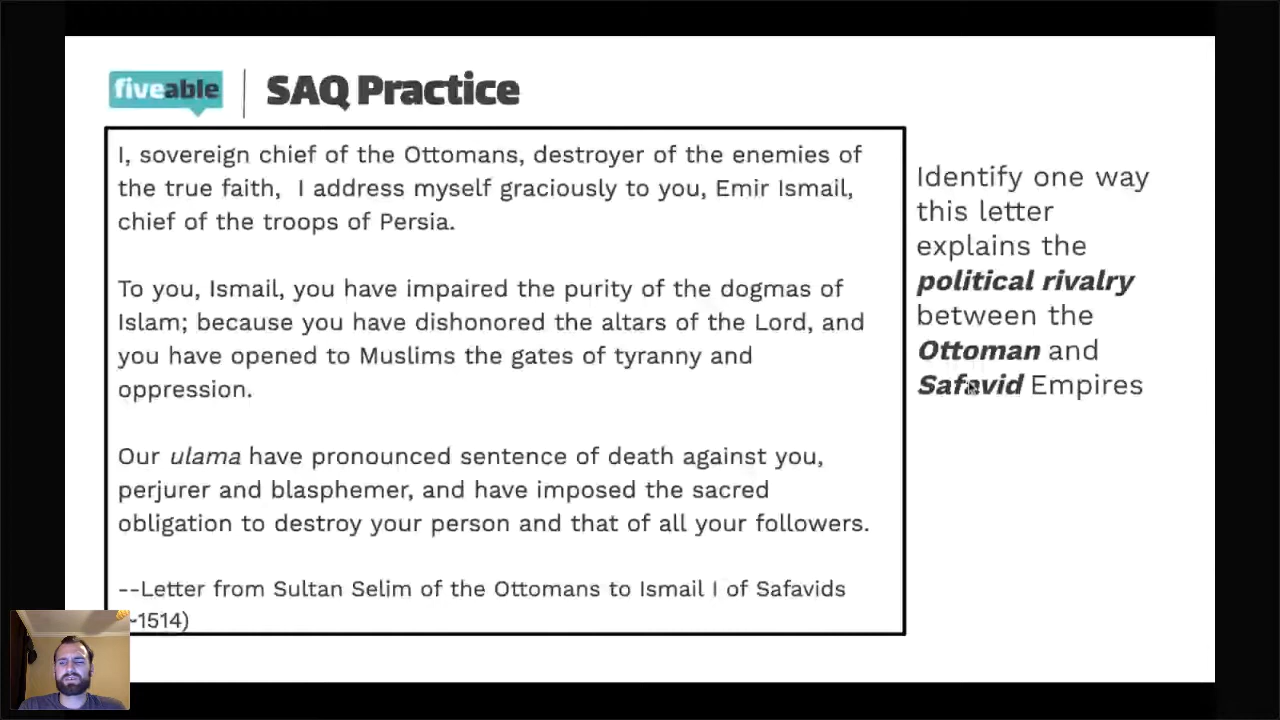 fiveable
SAQ Practice
I, sovereign chief of the Ottomans, destroyer of the enemies of
the true faith, I address myself graciously to you, Emir Ismail,
chief of the troops of Persia.
To you, Ismail, you have impaired the purity of the dogmas of
Islam; because you have dishonored the altars of the Lord, and
you have opened to Muslims the gates of tyranny and
oppression.
Our ulama have pronounced sentence of death against you,
perjurer and blasphemer, and have imposed the sacred
obligation to destroy your person and that of all your followers.
--Letter from Sultan Selim of the Ottomans to Ismail I of Safavids
~1514)
Identify one way
this letter
explains the
political rivalry
between the
Ottoman and
Safavid Empires